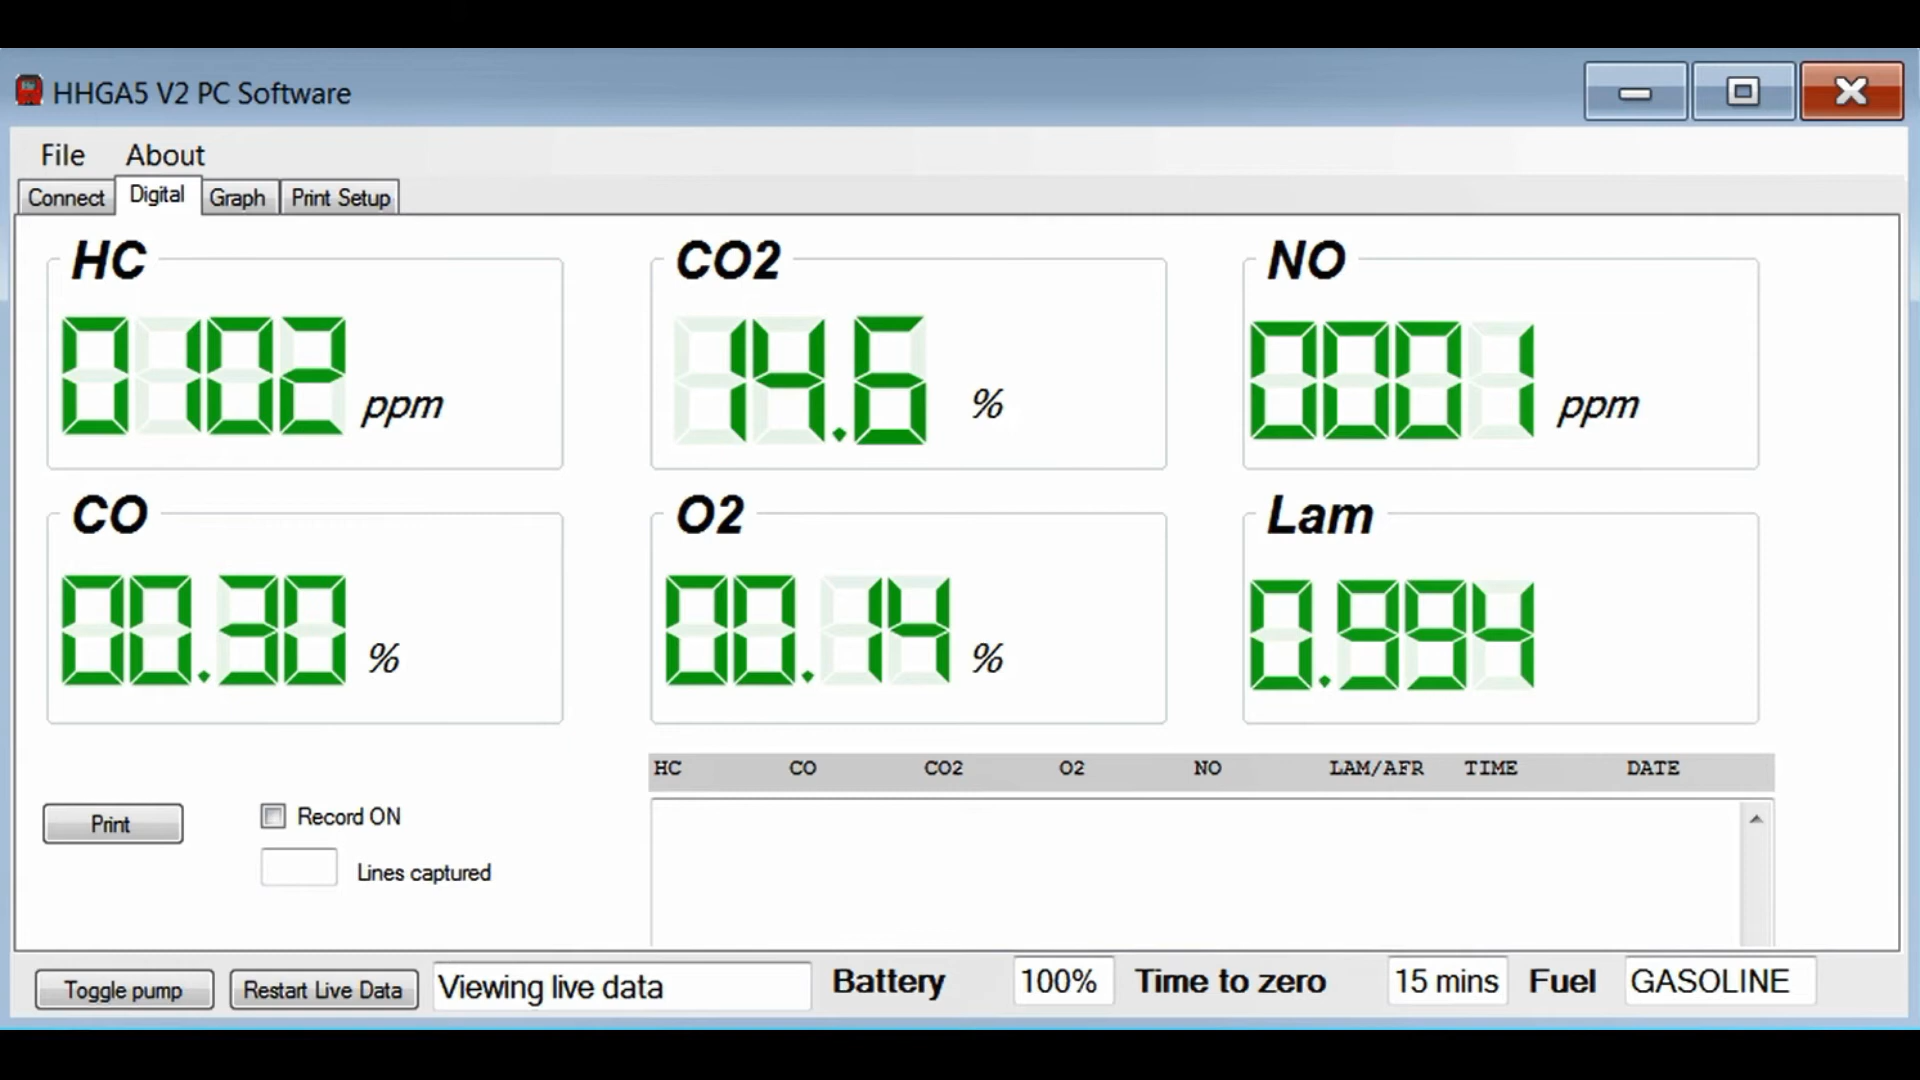 HHGA5 V2 PC Software
File About
Connect Digital Graph Print Setup
HC CO2 NO
0102 ppm 14.6 % 0001 ppm
CO O2 Lam
00.30 % 00.14 % 0.994
HC CO CO2 O2 NO LAM/AFR TIME DATE
Print Record ON
Lines captured
Toggle pump Restart Live Data Viewing live data Battery 100% Time to zero 15 mins Fuel GASOLINE